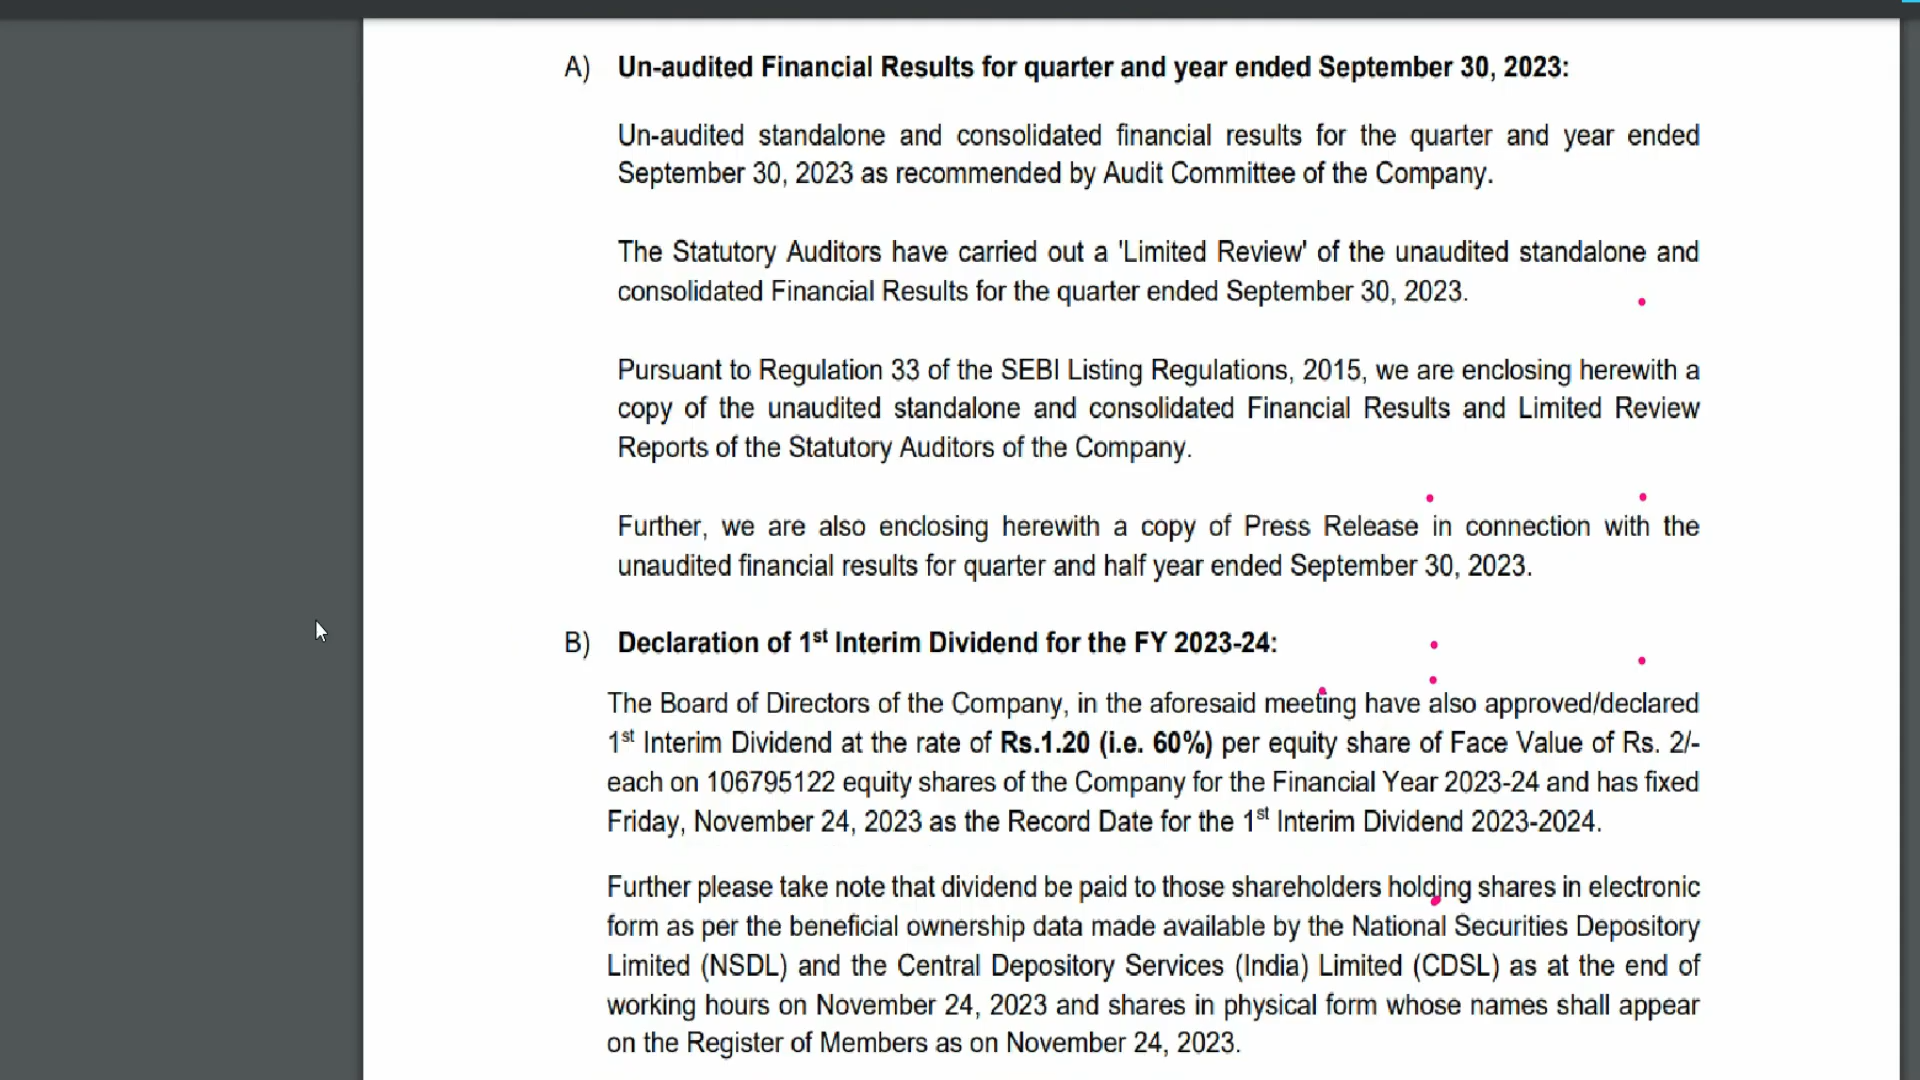 A) Un-audited Financial Results for quarter and year ended September 30, 2023:
Un-audited standalone and consolidated financial results for the quarter and year ended
September 30, 2023 as recommended by Audit Committee of the Company.
The Statutory Auditors have carried out a 'Limited Review' of the unaudited standalone and
consolidated Financial Results for the quarter ended September 30, 2023.
Pursuant to Regulation 33 of the SEBI Listing Regulations, 2015, we are enclosing herewith a
copy of the unaudited standalone and consolidated Financial Results and Limited Review
Reports of the Statutory Auditors of the Company.
Further, we are also enclosing herewith a copy of Press Release in connection with the
unaudited financial results for quarter and half year ended September 30, 2023.
B) Declaration of 1st Interim Dividend for the FY 2023-24:
The Board of Directors of the Company, in the aforesaid meeting have also approved/declared
1st Interim Dividend at the rate of Rs.1.20 (i.e. 60%) per equity share of Face Value of Rs. 2/-
each on 106795122 equity shares of the Company for the Financial Year 2023-24 and has fixed
Friday, November 24, 2023 as the Record Date for the 1st Interim Dividend 2023-2024.
Further please take note that dividend be paid to those shareholders holding shares in electronic
form as per the beneficial ownership data made available by the National Securities Depository
Limited (NSDL) and the Central Depository Services (India) Limited (CDSL) as at the end of
working hours on November 24, 2023 and shares in physical form whose names shall appear
on the Register of Members as on November 24, 2023.